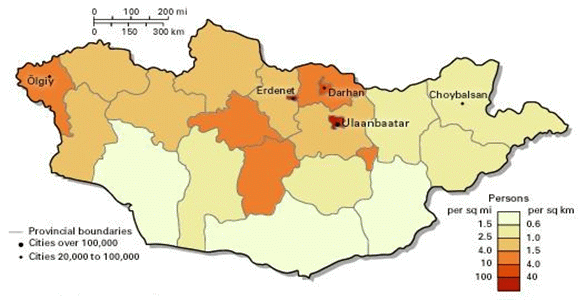 0 100 200 mi
0 150 300 km
Ölgiy
Erdenet
Darhan
Ulaanbaatar
Choybalsan
Persons
per sq mi per sq km
1.5 0.6
2.5 1.0
4.0 1.5
10 4.0
100 40
Provincial boundaries
Cities over 100,000
Cities 20,000 to 100,000